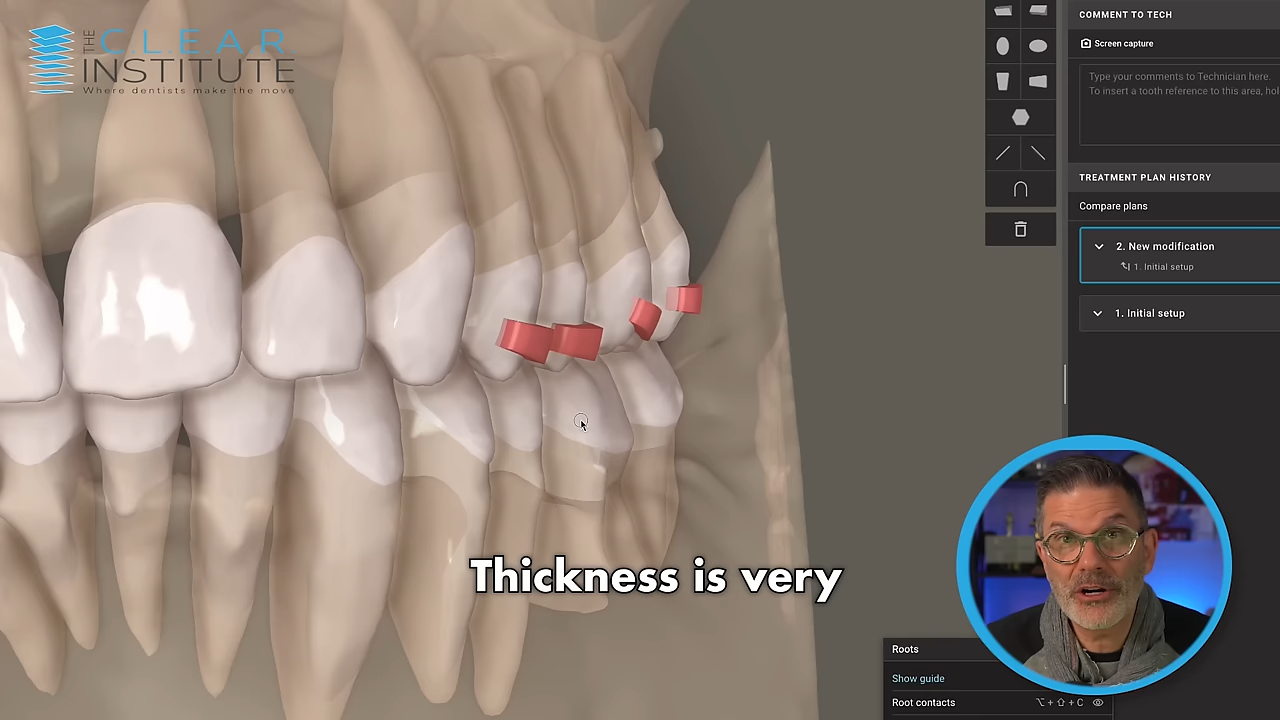 THE C.L.E.A.R.
INSTITUTE
Where dentists make the move
COMMENT TO TECH
Screen capture
Type your comments to Technician here.
To insert a tooth reference to this area, hol
TREATMENT PLAN HISTORY
Compare plans
2. New modification
1. Initial setup
1. Initial setup
Thickness is very
Roots
Show guide
Root contacts ⌥ + ⇧ + C